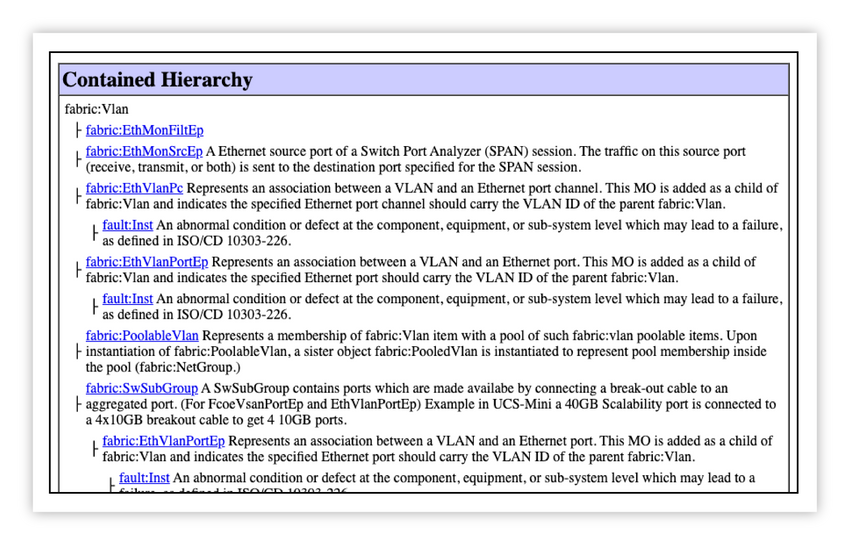 Contained Hierarchy
fabric:Vlan
fabric:EthMonFiltEp
fabric:EthMonSrcEp A Ethernet source port of a Switch Port Analyzer (SPAN) session. The traffic on this source port
(receive, transmit, or both) is sent to the destination port specified for the SPAN session.
fabric:EthVlanPc Represents an association between a VLAN and an Ethernet port channel. This MO is added as a child of
fabric:Vlan and indicates the specified Ethernet port channel should carry the VLAN ID of the parent fabric:Vlan.
fault:Inst An abnormal condition or defect at the component, equipment, or sub-system level which may lead to a failure,
as defined in ISO/CD 10303-226.
fabric:EthVlanPortEp Represents an association between a VLAN and an Ethernet port. This MO is added as a child of
fabric:Vlan and indicates the specified Ethernet port should carry the VLAN ID of the parent fabric:Vlan.
fault:Inst An abnormal condition or defect at the component, equipment, or sub-system level which may lead to a failure,
as defined in ISO/CD 10303-226.
fabric:PoolableVlan Represents a membership of fabric:Vlan item with a pool of such fabric:vlan poolable items. Upon
instantiation of fabric:PoolableVlan, a sister object fabric:PooledVlan is instantiated to represent pool membership inside
the pool (fabric:NetGroup.)
fabric:SwSubGroup A SwSubGroup contains ports which are made availabe by connecting a break-out cable to an
aggregated port. (For FcoeVsanPortEp and EthVlanPortEp) Example in UCS-Mini a 40GB Scalability port is connected to
a 4x10GB breakout cable to get 4 10GB ports.
fabric:EthVlanPortEp Represents an association between a VLAN and an Ethernet port. This MO is added as a child of
fabric:Vlan and indicates the specified Ethernet port should carry the VLAN ID of the parent fabric:Vlan.
fault:Inst An abnormal condition or defect at the component, equipment, or sub-system level which may lead to a
failure, as defined in ISO/CD 10303-226.